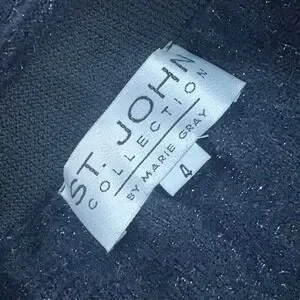 ST. JOHN
COLLECTION
BY MARIE GRAY
4